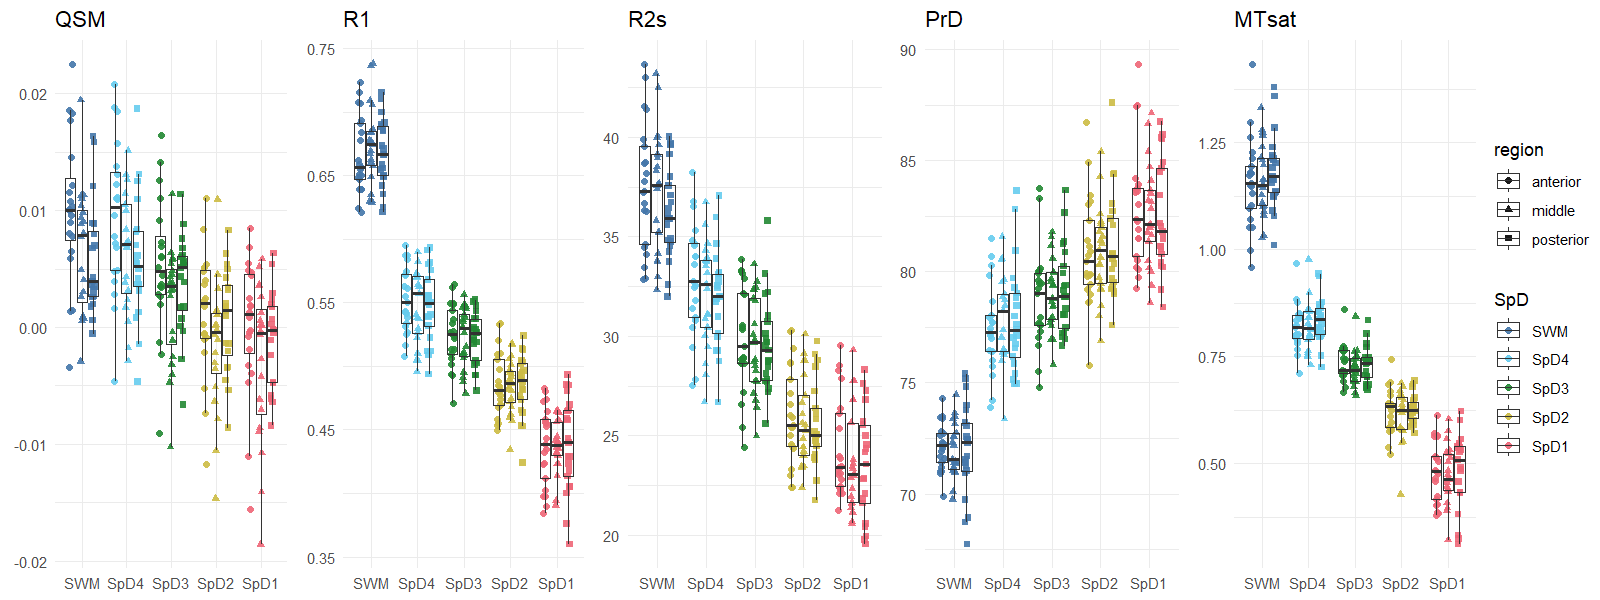 QSM
R1
R2s
PrD
MTsat
0.02
0.01
0.00
-0.01
-0.02
SWM SpD4 SpD3 SpD2 SpD1
0.75
0.65
0.55
0.45
0.35
SWM SpD4 SpD3 SpD2 SpD1
40
35
30
25
20
SWM SpD4 SpD3 SpD2 SpD1
90
85
80
75
70
SWM SpD4 SpD3 SpD2 SpD1
1.25
1.00
0.75
0.50
SWM SpD4 SpD3 SpD2 SpD1
region
anterior
middle
posterior
SpD
SWM
SpD4
SpD3
SpD2
SpD1